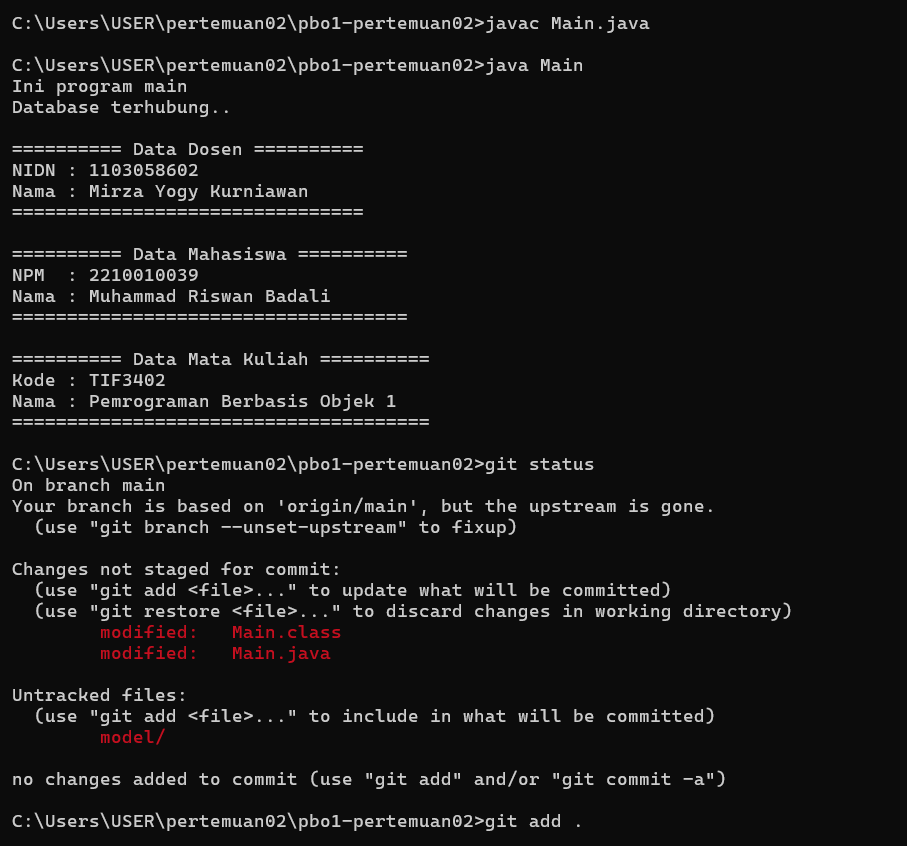 C:\Users\USER\pertemuan02\pbo1-pertemuan02>javac Main.java
C:\Users\USER\pertemuan02\pbo1-pertemuan02>java Main
Ini program main
Database terhubung..
========== Data Dosen ==========
NIDN : 1103058602
Nama : Mirza Yogy Kurniawan
================================
========== Data Mahasiswa ==========
NPM  : 2210010039
Nama : Muhammad Riswan Badali
====================================
========== Data Mata Kuliah ==========
Kode : TIF3402
Nama : Pemrograman Berbasis Objek 1
======================================
C:\Users\USER\pertemuan02\pbo1-pertemuan02>git status
On branch main
Your branch is based on 'origin/main', but the upstream is gone.
  (use "git branch --unset-upstream" to fixup)
Changes not staged for commit:
  (use "git add <file>..." to update what will be committed)
  (use "git restore <file>..." to discard changes in working directory)
        modified:   Main.class
        modified:   Main.java
Untracked files:
  (use "git add <file>..." to include in what will be committed)
        model/
no changes added to commit (use "git add" and/or "git commit -a")
C:\Users\USER\pertemuan02\pbo1-pertemuan02>git add .